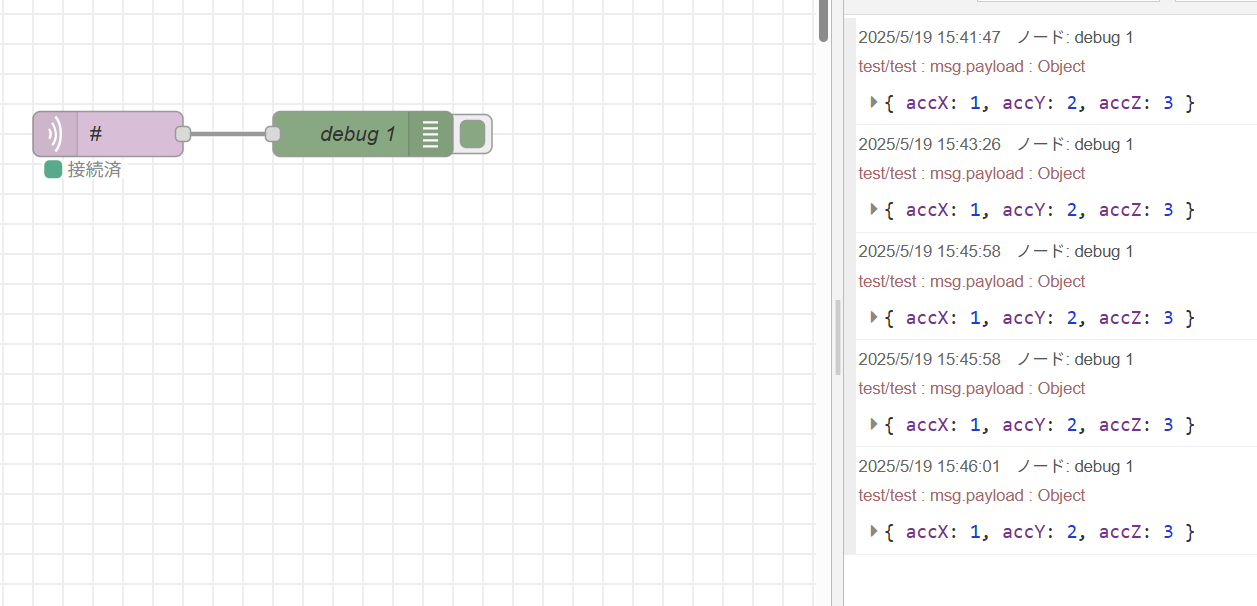 #
debug 1
接続済
2025/5/19 15:41:47 ノード: debug 1
test/test : msg.payload : Object
{ accX: 1, accY: 2, accZ: 3 }
2025/5/19 15:43:26 ノード: debug 1
test/test : msg.payload : Object
{ accX: 1, accY: 2, accZ: 3 }
2025/5/19 15:45:58 ノード: debug 1
test/test : msg.payload : Object
{ accX: 1, accY: 2, accZ: 3 }
2025/5/19 15:45:58 ノード: debug 1
test/test : msg.payload : Object
{ accX: 1, accY: 2, accZ: 3 }
2025/5/19 15:46:01 ノード: debug 1
test/test : msg.payload : Object
{ accX: 1, accY: 2, accZ: 3 }